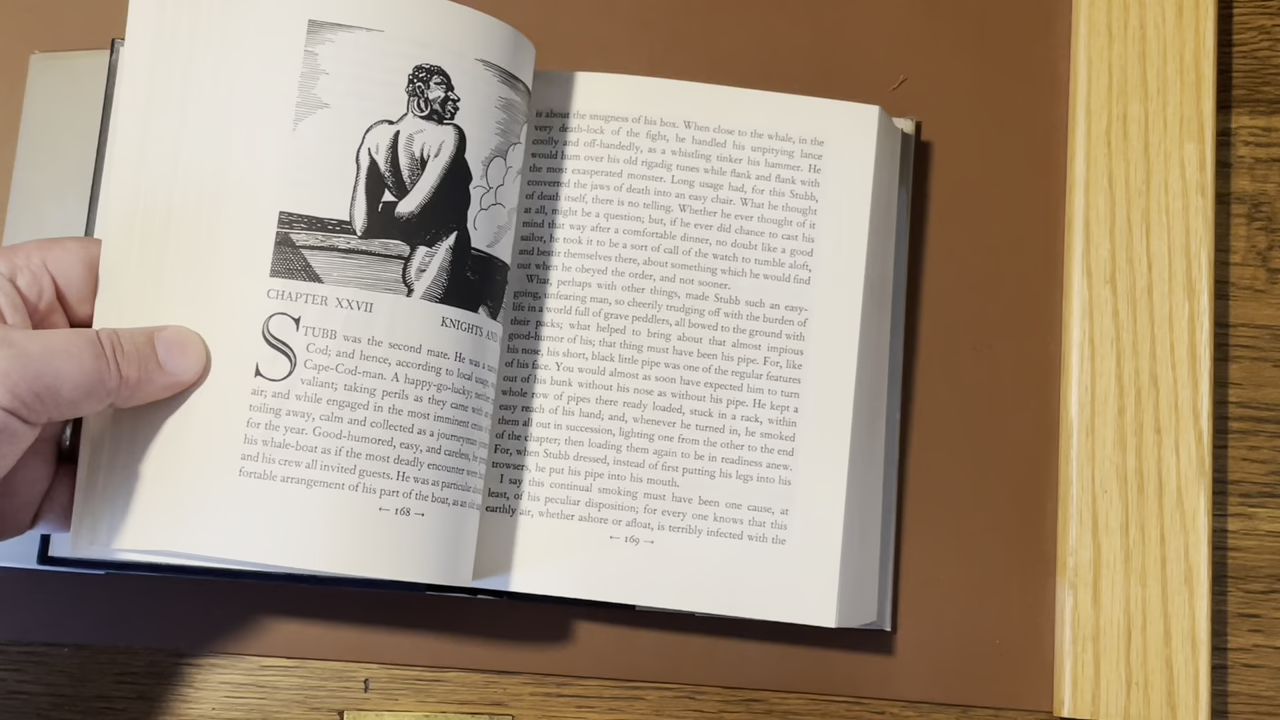 CHAPTER XXVII
KNIGHTS AND
STUBB was the second mate. He was a
Cod; and hence, according to local usage,
Cape-Cod-man. A happy-go-lucky;
valiant; taking perils as they came with
air; and while engaged in the most imminent
toiling away, calm and collected as a journeyman
for the year. Good-humored, easy, and careless, he
his whale-boat as if the most deadly encounter were
and his crew all invited guests. He was as particular
fortable arrangement of his part of the boat, as an
← 168 →
is about the snugness of his box. When close to the whale, in the
very death-lock of the fight, he handled his unpitying lance
coolly and off-handedly, as a whistling tinker his hammer. He
would hum over his old rigadig tunes while flank and flank with
the most exasperated monster. Long usage had, for this Stubb,
converted the jaws of death into an easy chair. What he thought
of death itself, there is no telling. Whether he ever thought of it
at all, might be a question; but, if he ever did chance to cast his
mind that way after a comfortable dinner, no doubt like a good
sailor, he took it to be a sort of call of the watch to tumble aloft,
and bestir themselves there, about something which he would find
out when he obeyed the order, and not sooner.
What, perhaps with other things, made Stubb such an easy-
going, unfearing man, so cheerily trudging off with the burden of
life in a world full of grave peddlers, all bowed to the ground with
their packs; what helped to bring about that almost impious
good-humor of his; that thing must have been his pipe. For, like
his nose, his short, black little pipe was one of the regular features
of his face. You would almost as soon have expected him to turn
out of his bunk without his nose as without his pipe. He kept a
whole row of pipes there ready loaded, stuck in a rack, within
easy reach of his hand; and, whenever he turned in, he smoked
them all out in succession, lighting one from the other to the end
of the chapter; then loading them again to be in readiness anew.
For, when Stubb dressed, instead of first putting his legs into his
trowsers, he put his pipe into his mouth.
I say this continual smoking must have been one cause, at
least, of his peculiar disposition; for every one knows that this
earthly air, whether ashore or afloat, is terribly infected with the
← 169 →